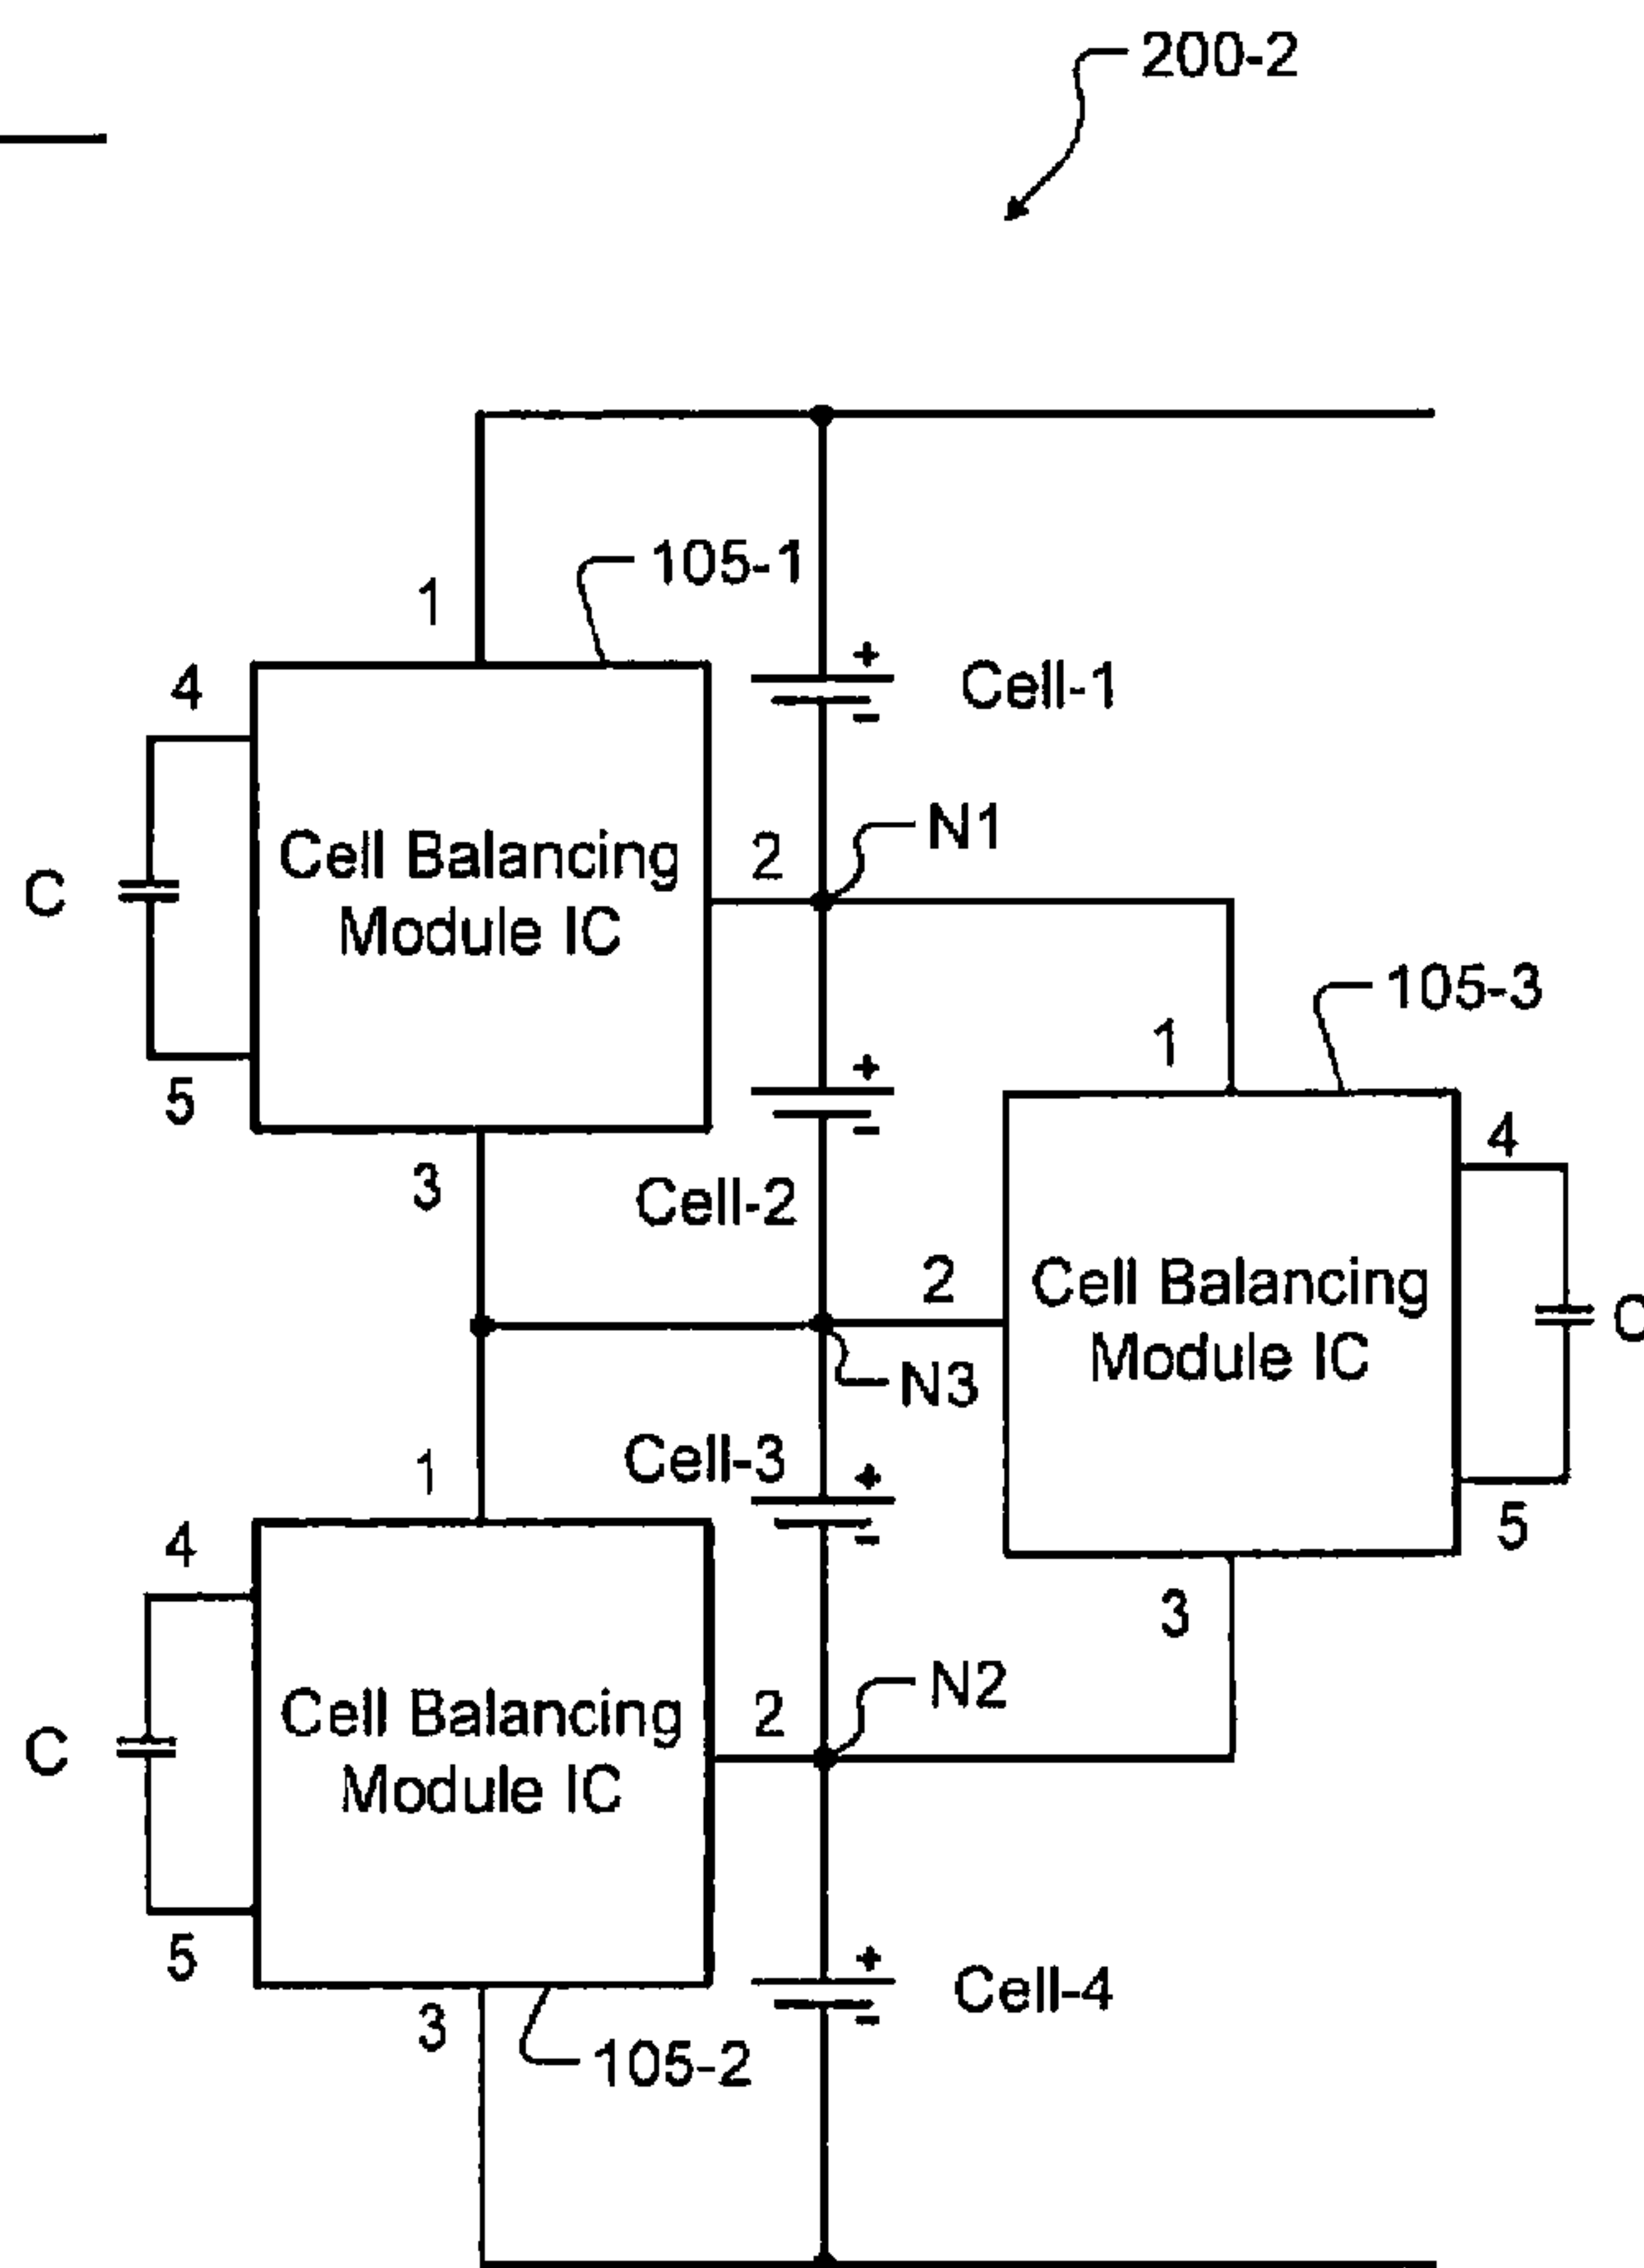 200-2
105-1
1
4
+
Cell-1
-
N1
2
Cell Balancing
Module IC
C
105-3
1
+
5
-
4
3
Cell-2
2
Cell Balancing
Module IC
N3
Cell-3
1
+
-
5
4
3
N2
2
Cell Balancing
Module IC
C
+
5
Cell-4
-
3
105-2